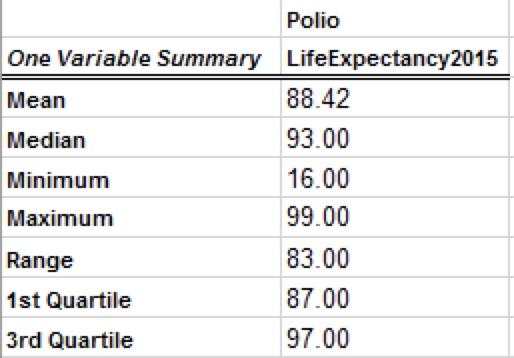 Polio
One Variable Summary LifeExpectancy2015
Mean 88.42
Median 93.00
Minimum 16.00
Maximum 99.00
Range 83.00
1st Quartile 87.00
3rd Quartile 97.00